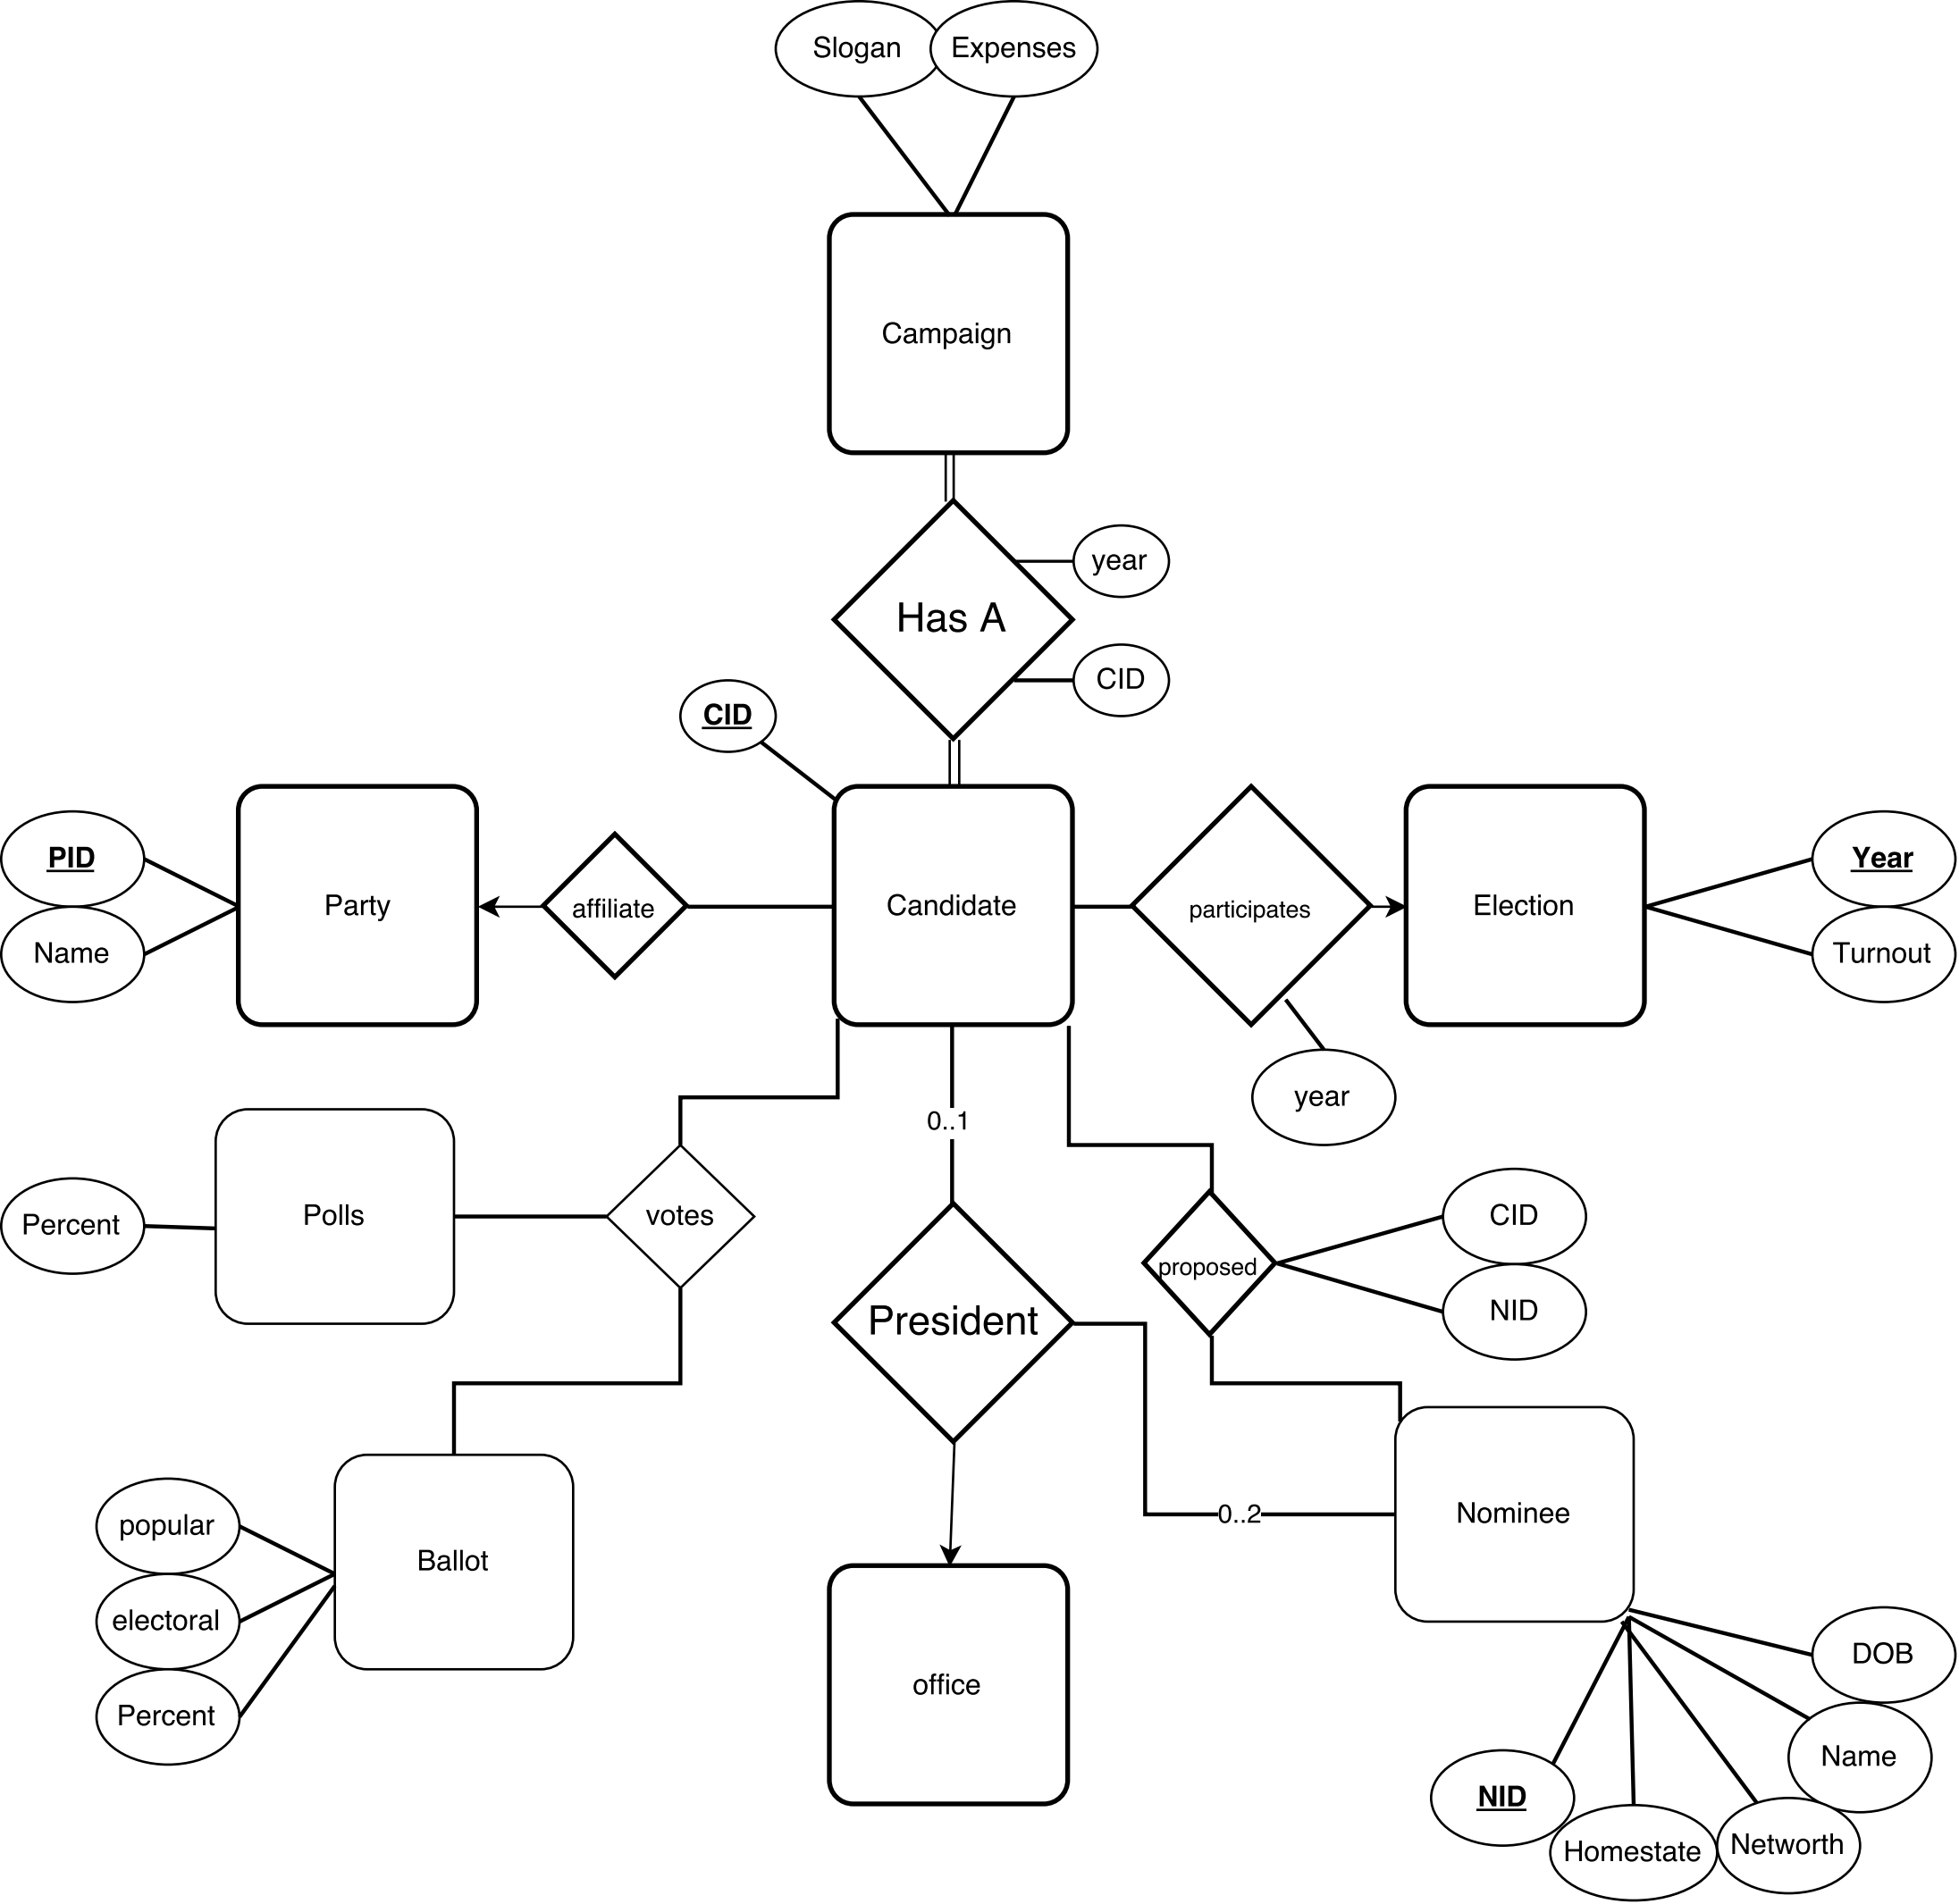 Slogan
Expenses
Campaign
year
Has A
CID
CID
PID
Name
Party
affiliate
Candidate
participates
Election
Year
Turnout
year
0..1
Percent
Polls
votes
proposed
CID
NID
President
0..2
Nominee
popular
electoral
Percent
Ballot
office
DOB
Name
NID
Homestate
Networth